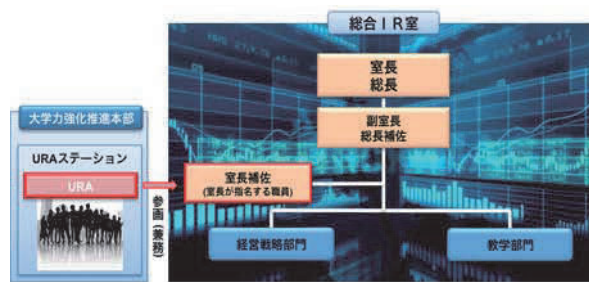 総合ＩＲ室
室長
総長
副室長
総長補佐
大学力強化推進本部
URAステーション
URA
参画(兼務)
室長補佐
(室長が指名する職員)
経営戦略部門
教学部門